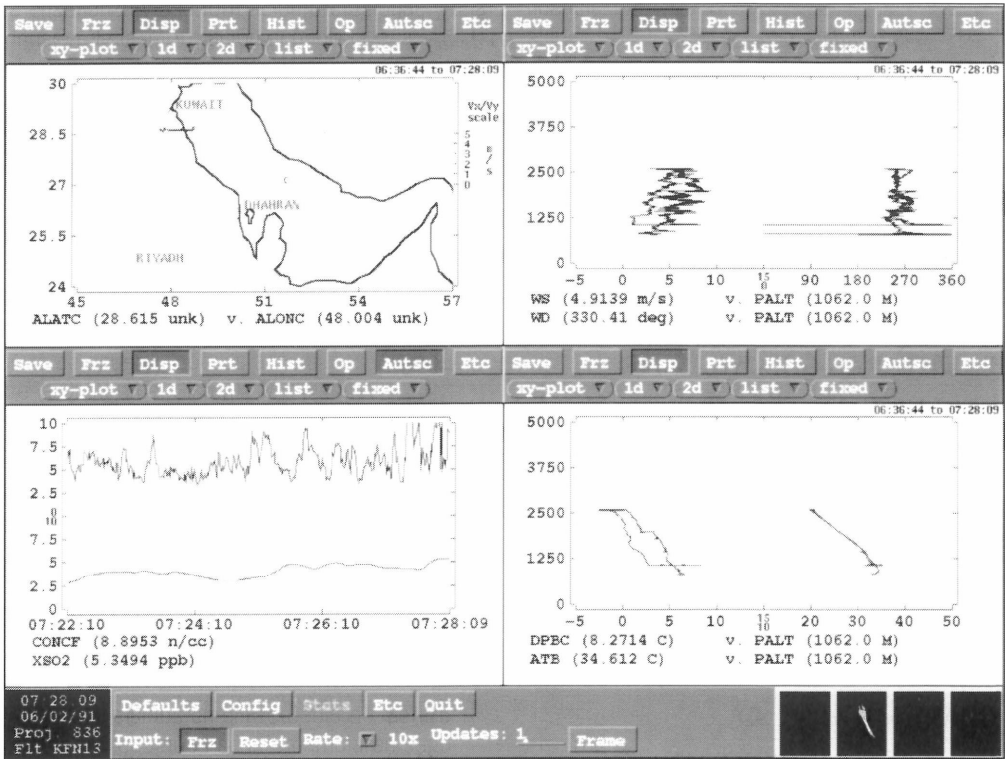 Save Frz Disp Prt Hist Op Autsc Etc
xy-plot 1d 2d list fixed
06:36:44 to 07:28:09
30
28.5
27
25.5
24
45 48 51 54 57
KUWAIT
DHAHRAN
RIYADH
Vx/Vy
scale
5
4
3
2
1
0
m
/
s
ALATC (28.615 unk) v. ALONC (48.004 unk)
Save Frz Disp Prt Hist Op Autsc Etc
xy-plot 1d 2d list fixed
06:36:44 to 07:28:09
5000
3750
2500
1250
0
-5 0 5 10 15 90 180 270 360
0
WS (4.9139 m/s) v. PALT (1062.0 M)
WD (330.41 deg) v. PALT (1062.0 M)
Save Frz Disp Prt Hist Op Autsc Etc
xy-plot 1d 2d list fixed
10
7.5
5
2.5
0
10
7.5
5
2.5
0
07:22:10 07:24:10 07:26:10 07:28:09
CONCF (8.8953 n/cc)
XSO2 (5.3494 ppb)
Save Frz Disp Prt Hist Op Autsc Etc
xy-plot 1d 2d list fixed
06:36:44 to 07:28:09
5000
3750
2500
1250
0
-5 0 5 10 15 20 30 40 50
10
DPBC (8.2714 C) v. PALT (1062.0 M)
ATB (34.612 C) v. PALT (1062.0 M)
07:28:09
06/02/91
Proj. 836
Flt KFN13
Defaults Config Stats Etc Quit
Input: Frz Reset Rate: 10x Updates: 1 Frame